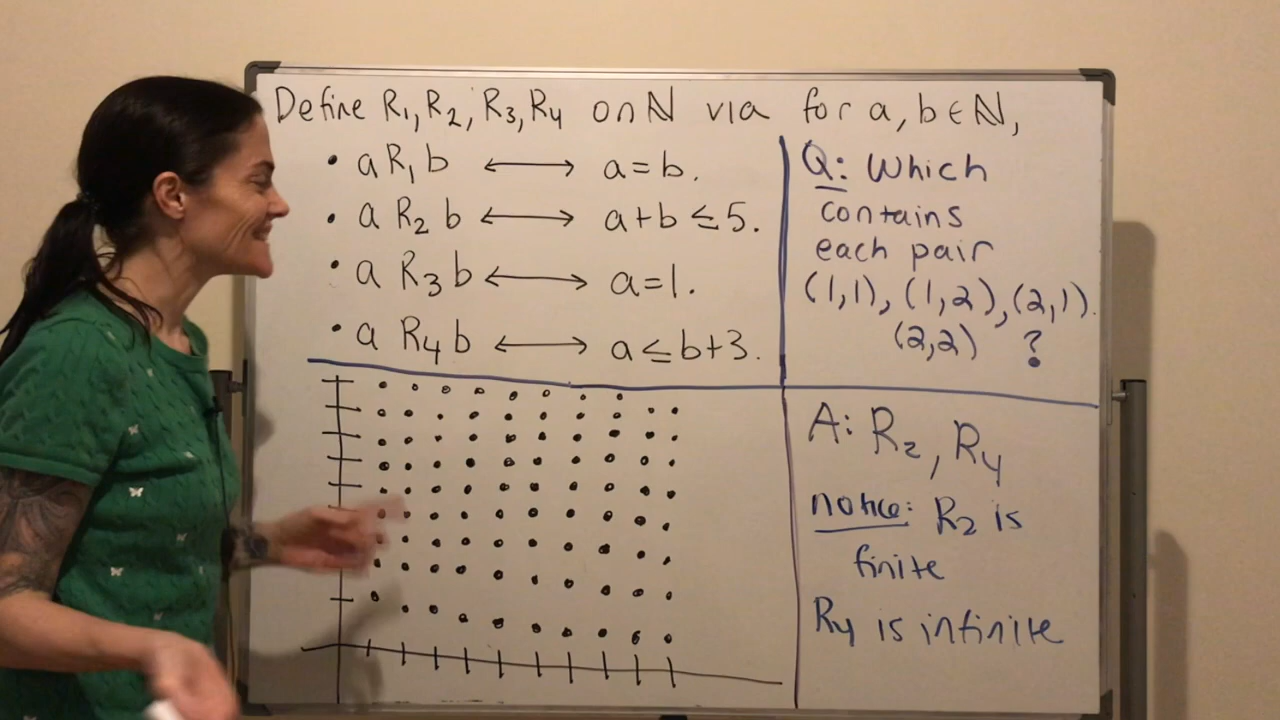 Define R₁, R₂, R₃, R₄ on ℕ via for a, b ∈ ℕ,
• a R₁ b ⟷ a = b.
• a R₂ b ⟷ a + b ≤ 5.
• a R₃ b ⟷ a = 1.
• a R₄ b ⟷ a ≤ b + 3.
Q: Which
contains
each pair
(1,1), (1,2), (2,1).
(2,2) ?
A: R₂, R₄
notice: R₂ is
finite
R₄ is infinite